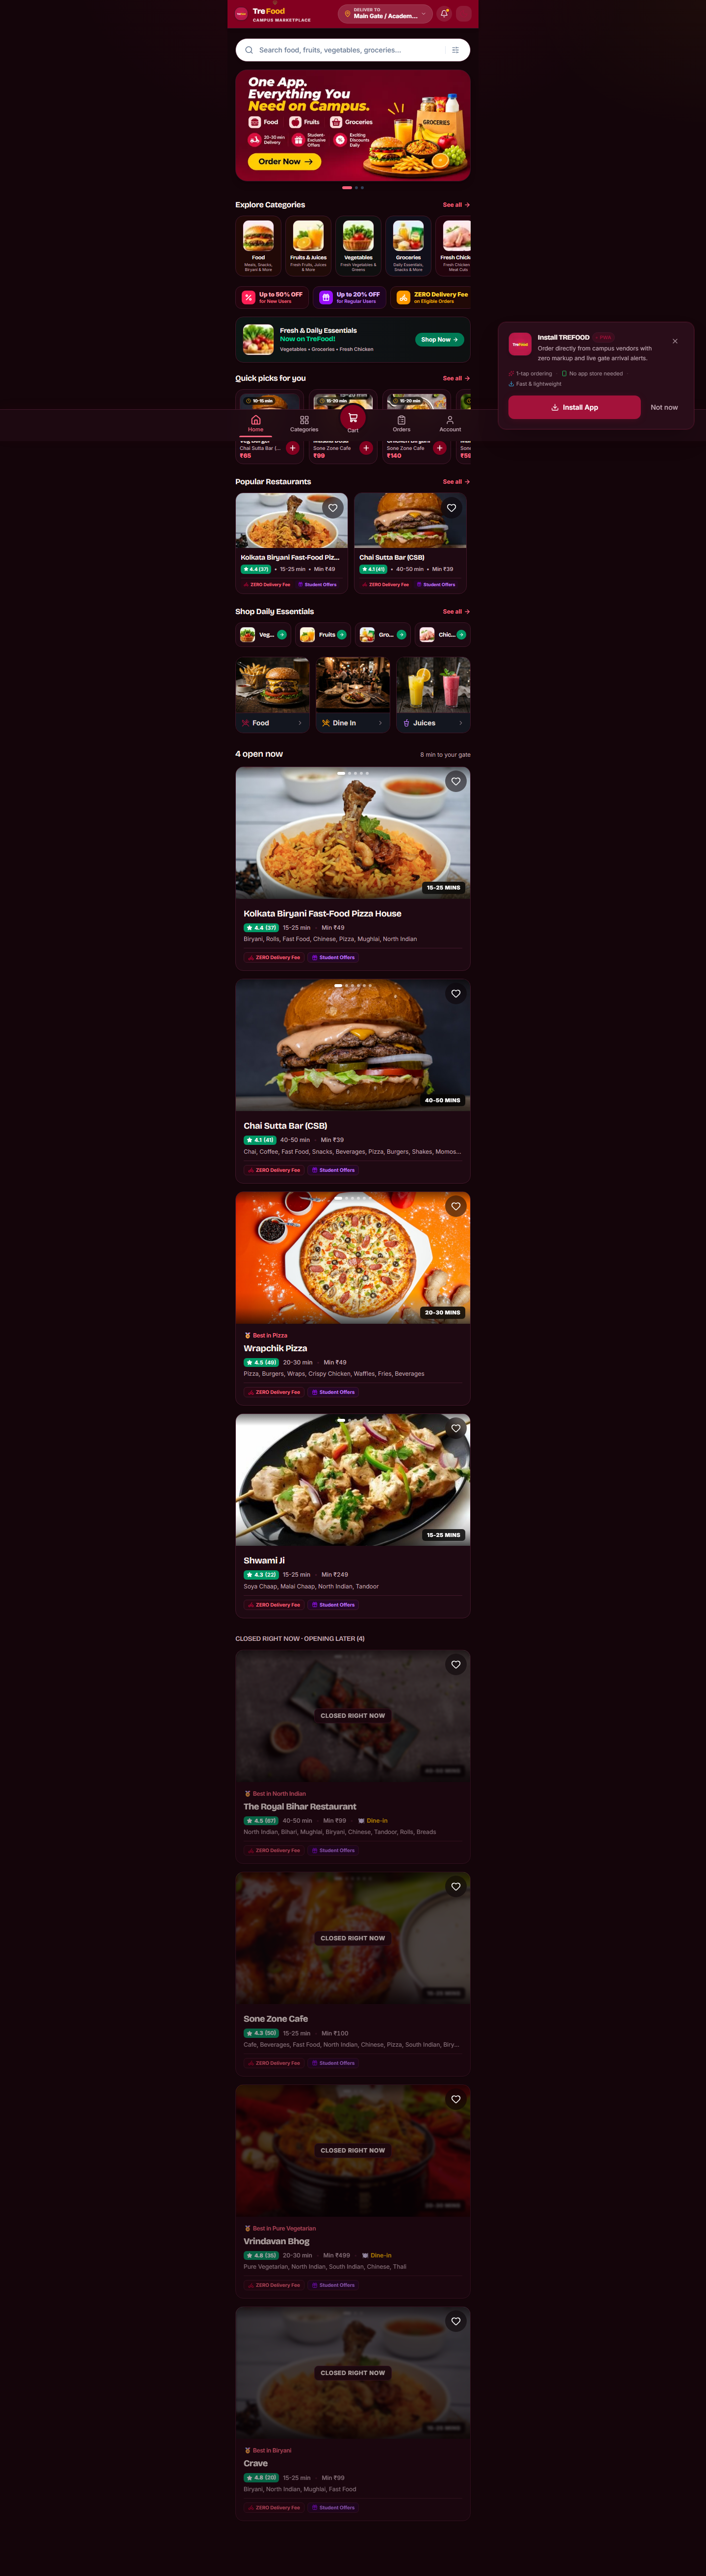 TreFood
CAMPUS MARKETPLACE
DELIVER TO
Main Gate / Academ...
Search food, fruits, vegetables, groceries...
One App.
Everything You
Need on Campus.
Food
Fruits
Groceries
20-30 min
Delivery
Student-
Exclusive
Offers
Exciting
Discounts
Daily
Order Now →
GROCERIES
Explore Categories
See all →
Food
Meals, Snacks,
Biryani & More
Fruits & Juices
Fresh Fruits, Juices
& More
Vegetables
Fresh Vegetables &
Greens
Groceries
Daily Essentials,
Snacks & More
Fresh Chick
Fresh Chicken
Meat Cuts
Up to 50% OFF
for New Users
Up to 20% OFF
for Regular Users
ZERO Delivery Fee
on Eligible Orders
Fresh & Daily Essentials
Now on TreFood!
Vegetables • Groceries • Fresh Chicken
Shop Now →
Install TREFOOD
TreFood
Order directly from campus vendors with
zero markup and live gate arrival alerts.
1-tap ordering
No app store needed
Fast & lightweight
Install App
Not now
Quick picks for you
See all →
10-15 min
15-20 min
15-20 min
Home
Categories
Cart
Orders
Account
Chai Sutta Bar (...
₹65
Sone Zone Cafe
₹99
Sone Zone Cafe
₹140
Popular Restaurants
See all →
Kolkata Biryani Fast-Food Piz...
★ 4.4 (37) • 15-25 min • Min ₹49
ZERO Delivery Fee
Student Offers
Chai Sutta Bar (CSB)
★ 4.1 (41) • 40-50 min • Min ₹39
ZERO Delivery Fee
Student Offers
Shop Daily Essentials
See all →
Veg...
Fruits
Gro...
Chic...
Food
Dine In
Juices
4 open now
8 min to your gate
15-25 MINS
Kolkata Biryani Fast-Food Pizza House
★ 4.4 (37) 15-25 min · Min ₹49
Biryani, Rolls, Fast Food, Chinese, Pizza, Mughlai, North Indian
ZERO Delivery Fee
Student Offers
40-50 MINS
Chai Sutta Bar (CSB)
★ 4.1 (41) 40-50 min · Min ₹39
Chai, Coffee, Fast Food, Snacks, Beverages, Pizza, Burgers, Shakes, Momos...
ZERO Delivery Fee
Student Offers
20-30 MINS
Best in Pizza
Wrapchik Pizza
★ 4.5 (49) 20-30 min · Min ₹49
Pizza, Burgers, Wraps, Crispy Chicken, Waffles, Fries, Beverages
ZERO Delivery Fee
Student Offers
15-25 MINS
Shwami Ji
★ 4.3 (22) 15-25 min · Min ₹249
Soya Chaap, Malai Chaap, North Indian, Tandoor
ZERO Delivery Fee
Student Offers
CLOSED RIGHT NOW · OPENING LATER (4)
CLOSED RIGHT NOW
Best in North Indian
The Royal Bihar Restaurant
★ 4.5 (67) 40-50 min · Min ₹99 Dine-in
North Indian, Bihari, Mughlai, Biryani, Chinese, Tandoor, Rolls, Breads
ZERO Delivery Fee
Student Offers
CLOSED RIGHT NOW
Sone Zone Cafe
★ 4.3 (50) 15-25 min · Min ₹100
Cafe, Beverages, Fast Food, North Indian, Chinese, Pizza, South Indian, Biry...
ZERO Delivery Fee
Student Offers
CLOSED RIGHT NOW
Best in Pure Vegetarian
Vrindavan Bhog
★ 4.8 (35) 20-30 min · Min ₹499 Dine-in
Pure Vegetarian, North Indian, South Indian, Chinese, Thali
ZERO Delivery Fee
Student Offers
CLOSED RIGHT NOW
Best in Biryani
Crave
15-25 min · Min ₹99
Biryani, North Indian, Mughlai, Fast Food
ZERO Delivery Fee
Student Offers